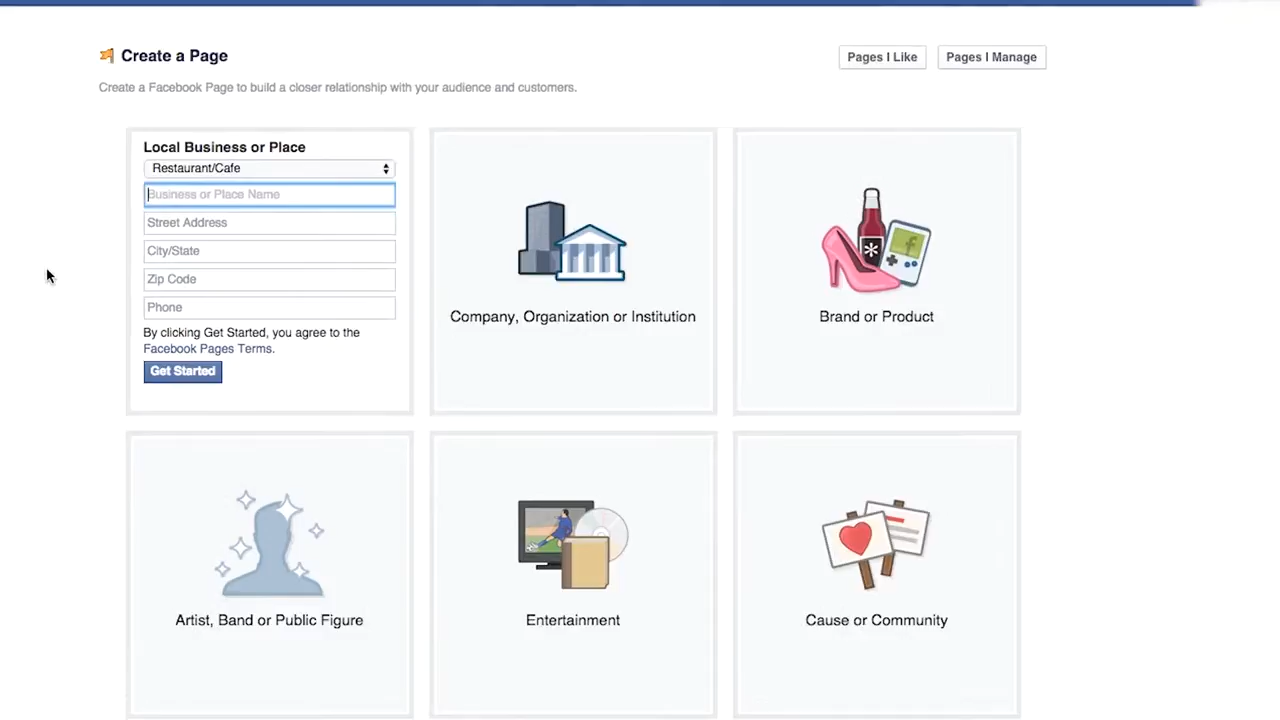 Create a Page
Pages I Like
Pages I Manage
Create a Facebook Page to build a closer relationship with your audience and customers.
Local Business or Place
Restaurant/Cafe
Business or Place Name
Street Address
City/State
Zip Code
Phone
By clicking Get Started, you agree to the
Facebook Pages Terms.
Get Started
Company, Organization or Institution
Brand or Product
Artist, Band or Public Figure
Entertainment
Cause or Community